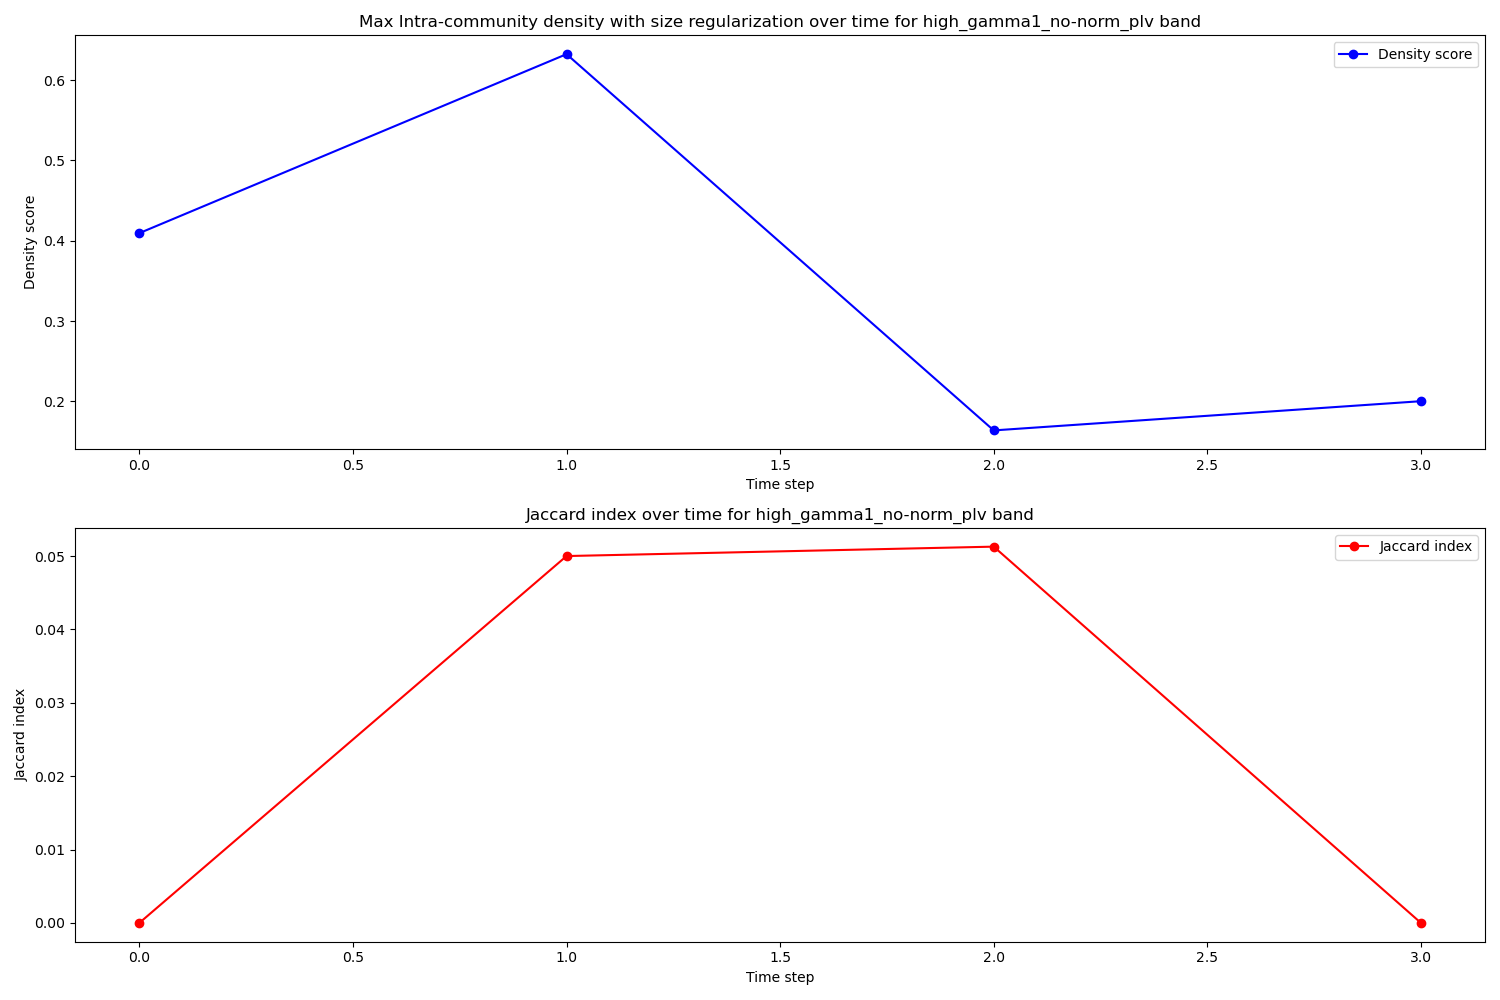 Max Intra-community density with size regularization over time for high_gamma1_no-norm_plv band
Density score
0.6
0.5
0.4
0.3
0.2
Density score
0.0 0.5 1.0 1.5 2.0 2.5 3.0
Time step
Jaccard index over time for high_gamma1_no-norm_plv band
Jaccard index
0.05
0.04
0.03
0.02
0.01
0.00
Jaccard index
0.0 0.5 1.0 1.5 2.0 2.5 3.0
Time step